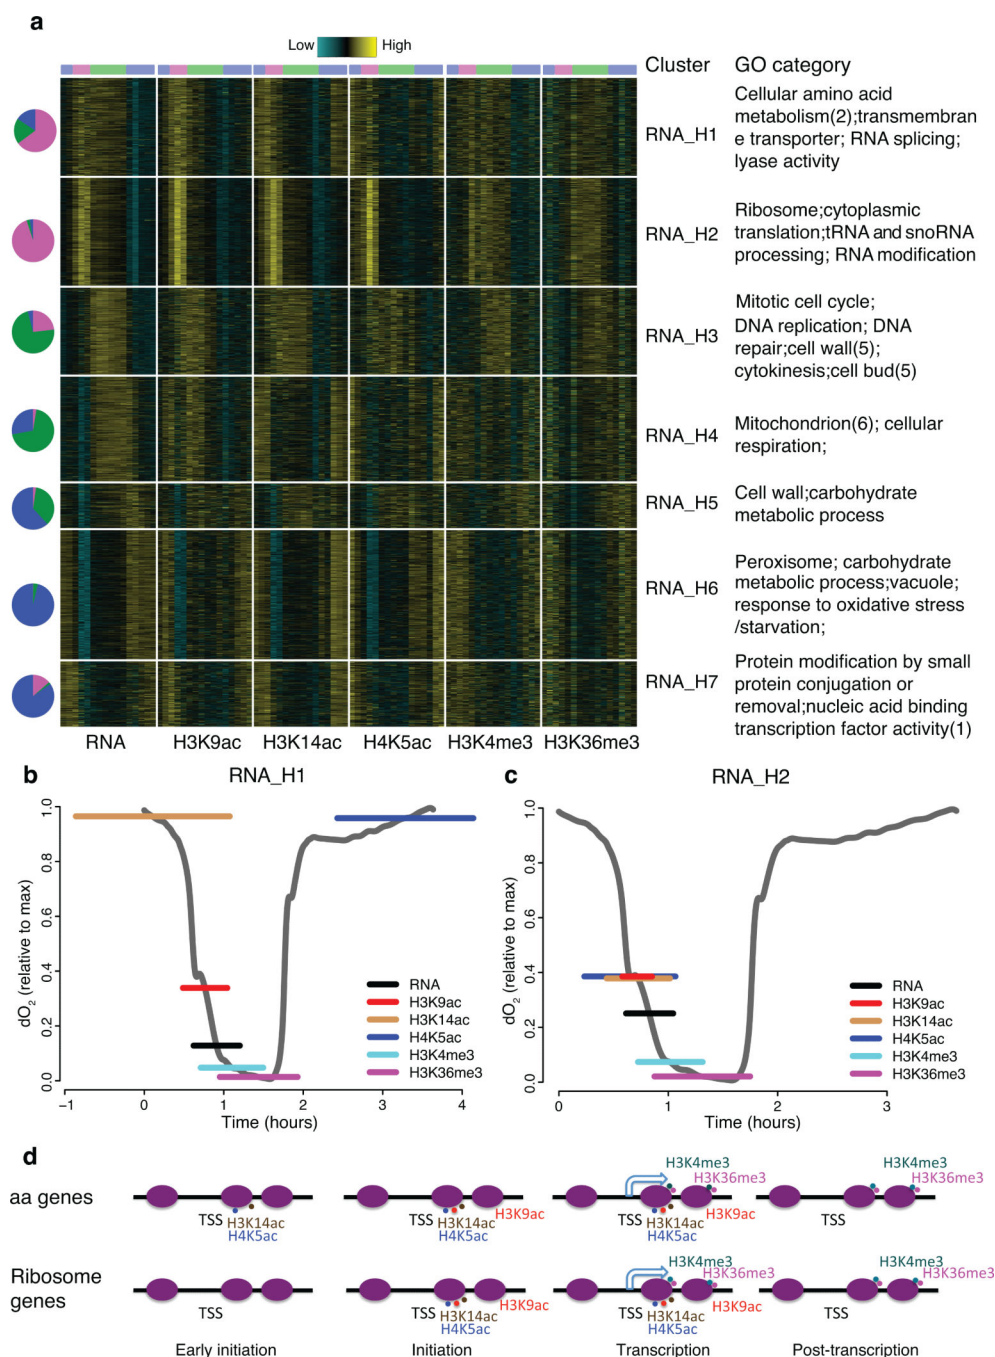 a
Low High
Cluster GO category
RNA_H1
Cellular amino acid
metabolism(2);transmembran
e transporter; RNA splicing;
lyase activity
RNA_H2
Ribosome;cytoplasmic
translation;tRNA and snoRNA
processing; RNA modification
RNA_H3
Mitotic cell cycle;
DNA replication; DNA
repair;cell wall(5);
cytokinesis;cell bud(5)
RNA_H4
Mitochondrion(6); cellular
respiration;
RNA_H5
Cell wall;carbohydrate
metabolic process
RNA_H6
Peroxisome; carbohydrate
metabolic process;vacuole;
response to oxidative stress
/starvation;
RNA_H7
Protein modification by small
protein conjugation or
removal;nucleic acid binding
transcription factor activity(1)
RNA H3K9ac H3K14ac H4K5ac H3K4me3 H3K36me3
b
RNA_H1
dO2 (relative to max)
1.0
0.8
0.6
0.4
0.2
0.0
RNA
H3K9ac
H3K14ac
H4K5ac
H3K4me3
H3K36me3
−1 0 1 2 3 4
Time (hours)
c
RNA_H2
dO2 (relative to max)
1.0
0.8
0.6
0.4
0.2
0.0
RNA
H3K9ac
H3K14ac
H4K5ac
H3K4me3
H3K36me3
0 1 2 3
Time (hours)
d
aa genes
TSS
H3K14ac
H4K5ac
TSS
H3K14ac
H4K5ac
H3K9ac
H3K4me3
H3K36me3
TSS
H3K14ac
H4K5ac
H3K9ac
H3K4me3
H3K36me3
TSS
Ribosome
genes
TSS
TSS
H3K14ac
H4K5ac
H3K9ac
H3K4me3
H3K36me3
TSS
H3K14ac
H4K5ac
H3K9ac
H3K4me3
H3K36me3
TSS
Early initiation Initiation Transcription Post-transcription